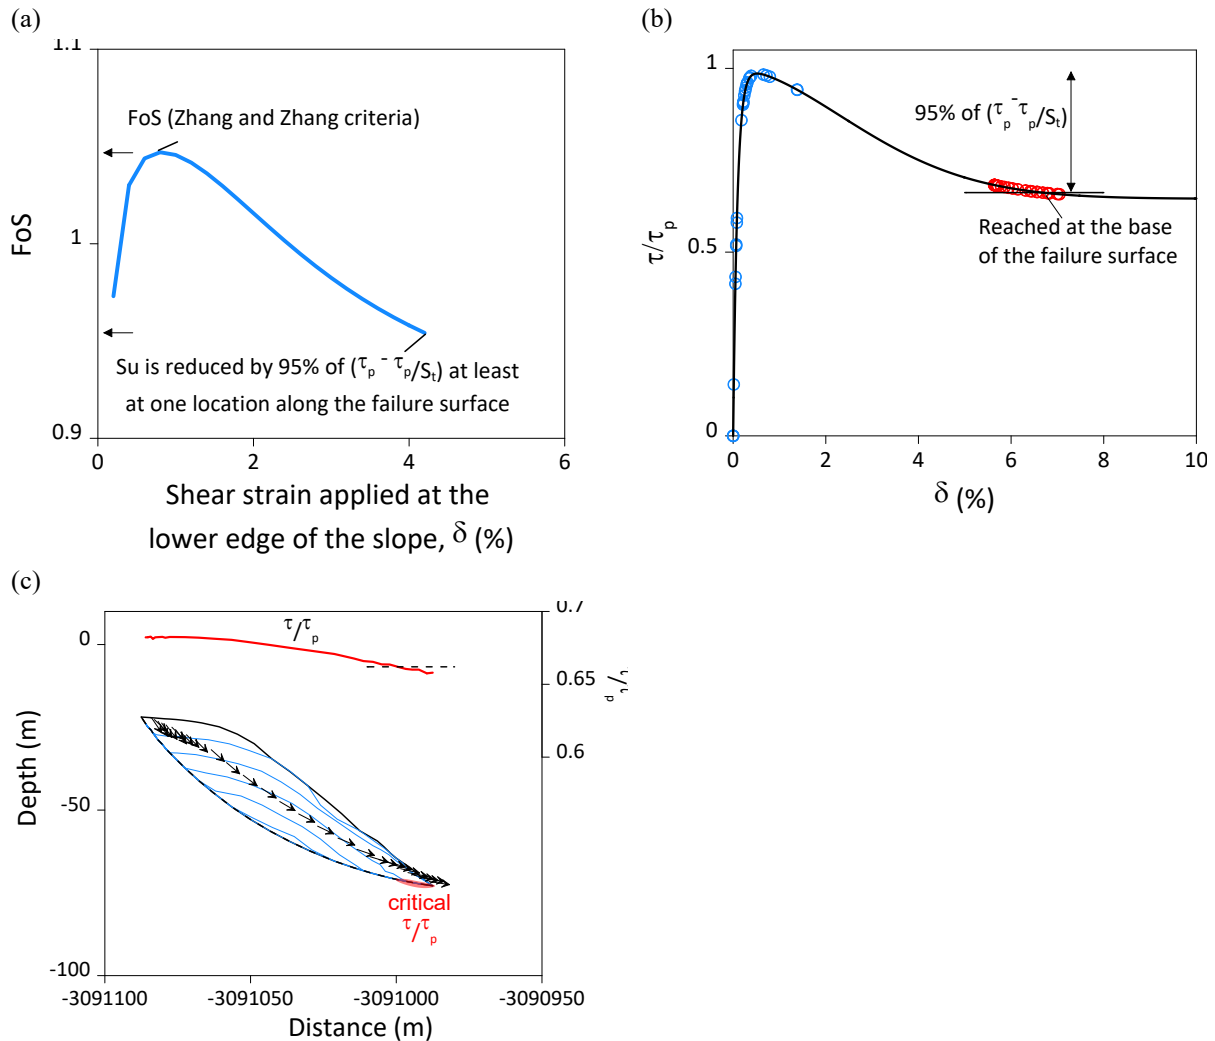 (a)
1.1
FoS (Zhang and Zhang criteria)
FoS
1
Su is reduced by 95% of (τp - τp/St) at least
at one location along the failure surface
0.9
0
2
4
6
Shear strain applied at the
lower edge of the slope, δ (%)
(b)
1
95% of (τp - τp/St)
τ/τp
Reached at the base
of the failure surface
0.5
0
0
2
4
6
8
10
δ (%)
(c)
0.7
0
τ/τp
0.65
τ/τp
Depth (m)
0.6
-50
critical
τ/τp
-100
-3091100
-3091050
-3091000
-3090950
Distance (m)